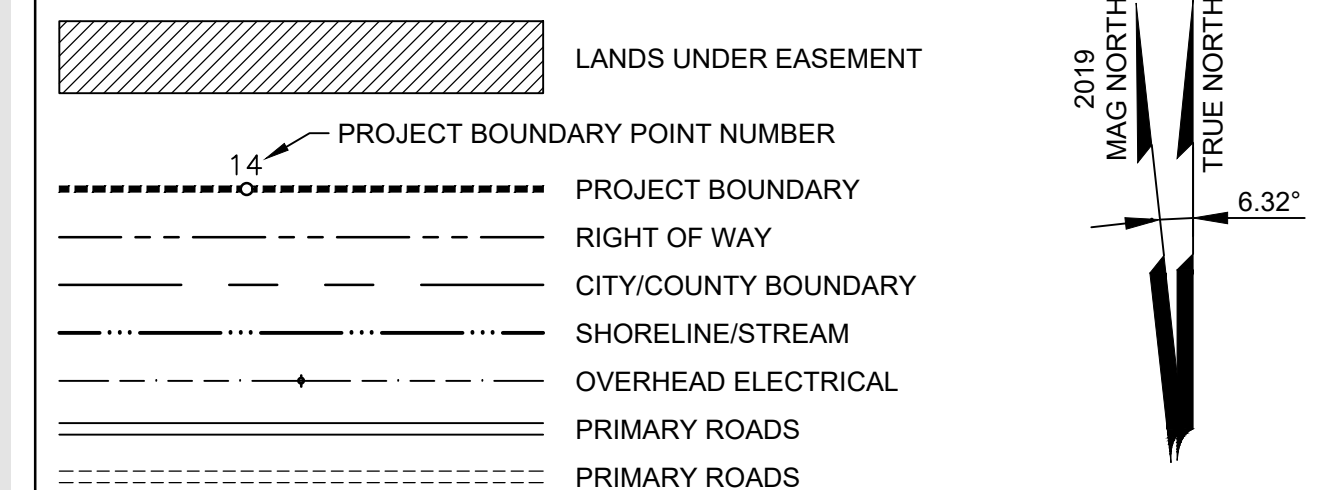 LANDS UNDER EASEMENT
PROJECT BOUNDARY POINT NUMBER
14
PROJECT BOUNDARY
RIGHT OF WAY
CITY/COUNTY BOUNDARY
SHORELINE/STREAM
OVERHEAD ELECTRICAL
PRIMARY ROADS
PRIMARY ROADS
2019
MAG NORTH
TRUE NORTH
6.32°